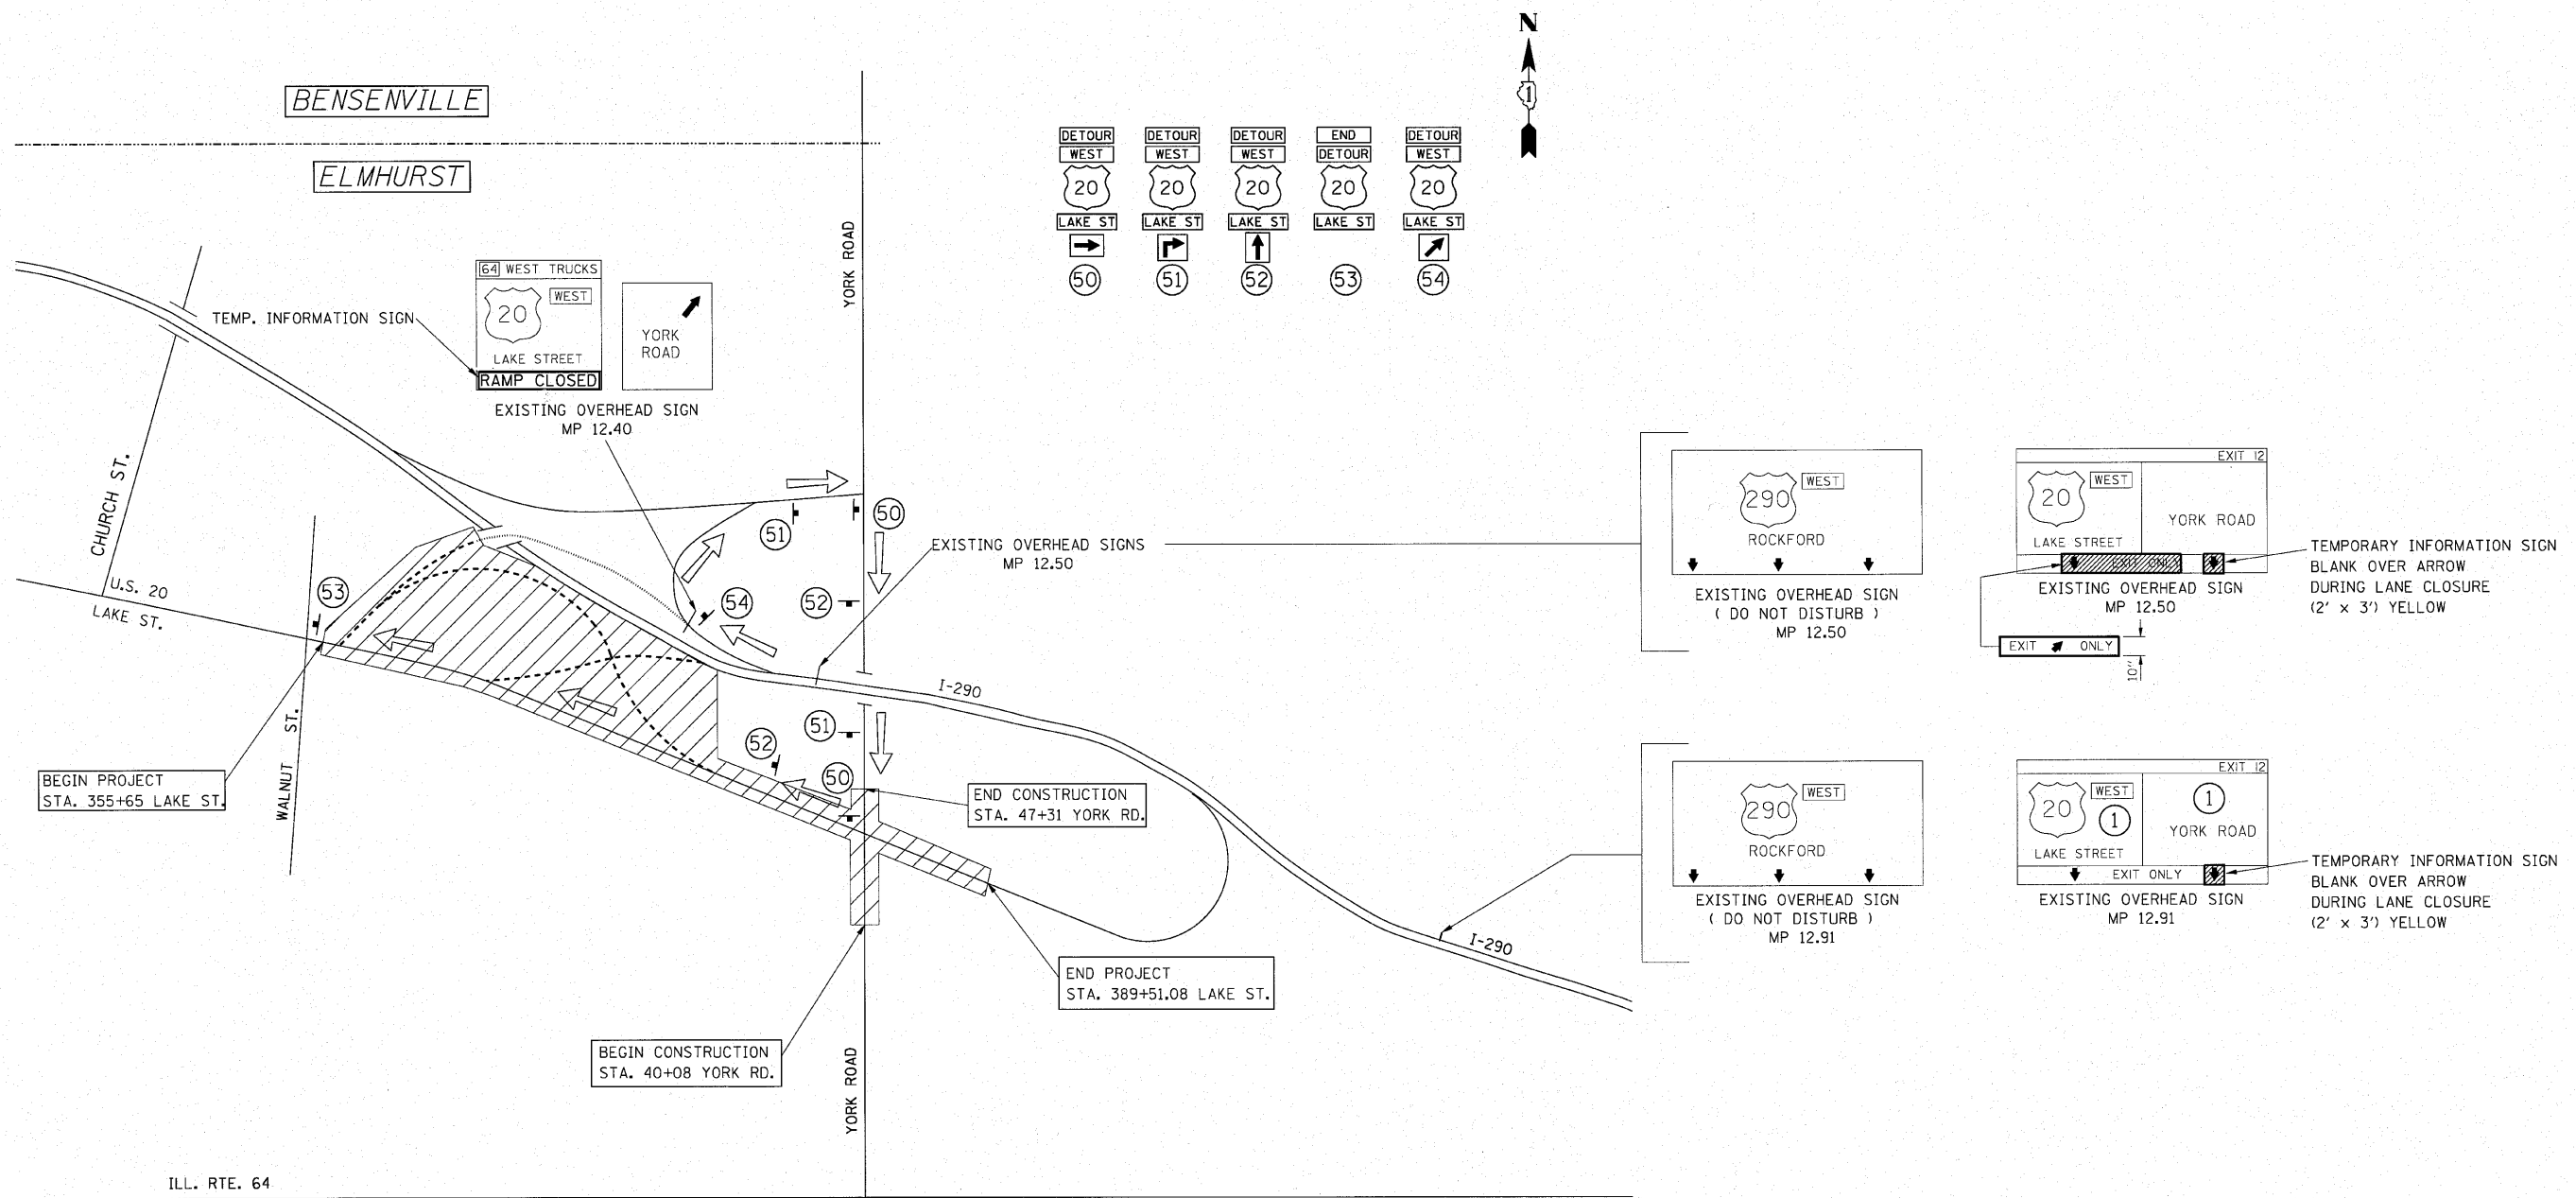 N
1
BENSENVILLE
ELMHURST
DETOUR
WEST
20
LAKE ST
50
DETOUR
WEST
20
LAKE ST
51
DETOUR
WEST
20
LAKE ST
52
END
DETOUR
20
LAKE ST
53
DETOUR
WEST
20
LAKE ST
54
YORK ROAD
64 WEST TRUCKS
20
WEST
LAKE STREET
RAMP CLOSED
YORK
ROAD
TEMP. INFORMATION SIGN
EXISTING OVERHEAD SIGN
MP 12.40
CHURCH ST.
51
50
EXISTING OVERHEAD SIGNS
MP 12.50
52
54
53
U.S. 20
LAKE ST.
I-290
51
52
50
WALNUT ST.
BEGIN PROJECT
STA. 355+65 LAKE ST.
END CONSTRUCTION
STA. 47+31 YORK RD.
END PROJECT
STA. 389+51.08 LAKE ST.
BEGIN CONSTRUCTION
STA. 40+08 YORK RD.
YORK ROAD
I-290
ILL. RTE. 64
290
WEST
ROCKFORD
EXISTING OVERHEAD SIGN
( DO NOT DISTURB )
MP 12.50
EXIT 12
20
WEST
LAKE STREET
YORK ROAD
EXIT ONLY
EXISTING OVERHEAD SIGN
MP 12.50
EXIT ONLY
10"
TEMPORARY INFORMATION SIGN
BLANK OVER ARROW
DURING LANE CLOSURE
(2' x 3') YELLOW
290
WEST
ROCKFORD
EXISTING OVERHEAD SIGN
( DO NOT DISTURB )
MP 12.91
EXIT 12
20
WEST
1
LAKE STREET
1
YORK ROAD
EXIT ONLY
EXISTING OVERHEAD SIGN
MP 12.91
TEMPORARY INFORMATION SIGN
BLANK OVER ARROW
DURING LANE CLOSURE
(2' x 3') YELLOW